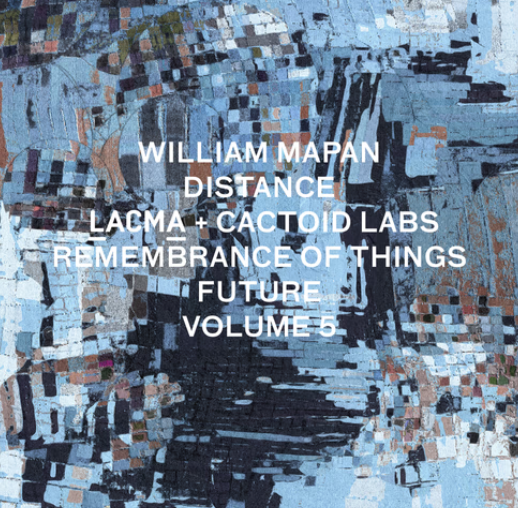 WILLIAM MAPAN
DISTANCE
LACMA + CACTOID LABS
REMEMBRANCE OF THINGS
FUTURE
VOLUME 5